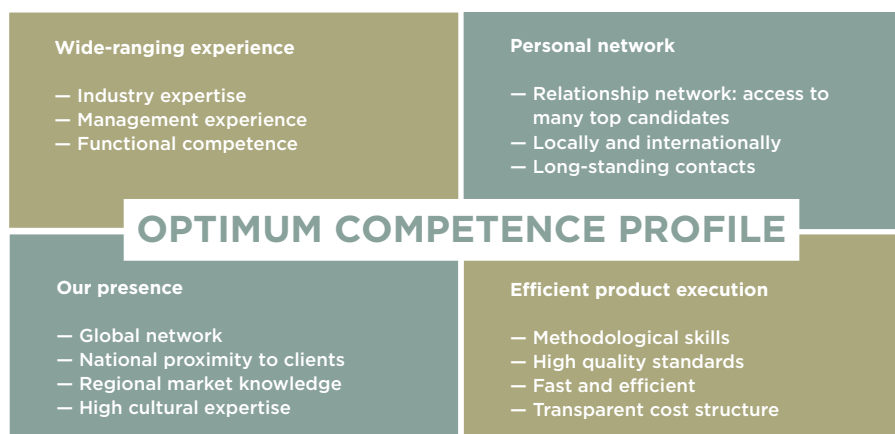 Wide-ranging experience
— Industry expertise
— Management experience
— Functional competence
Personal network
— Relationship network: access to
many top candidates
— Locally and internationally
— Long-standing contacts
OPTIMUM COMPETENCE PROFILE
Our presence
— Global network
— National proximity to clients
— Regional market knowledge
— High cultural expertise
Efficient product execution
— Methodological skills
— High quality standards
— Fast and efficient
— Transparent cost structure